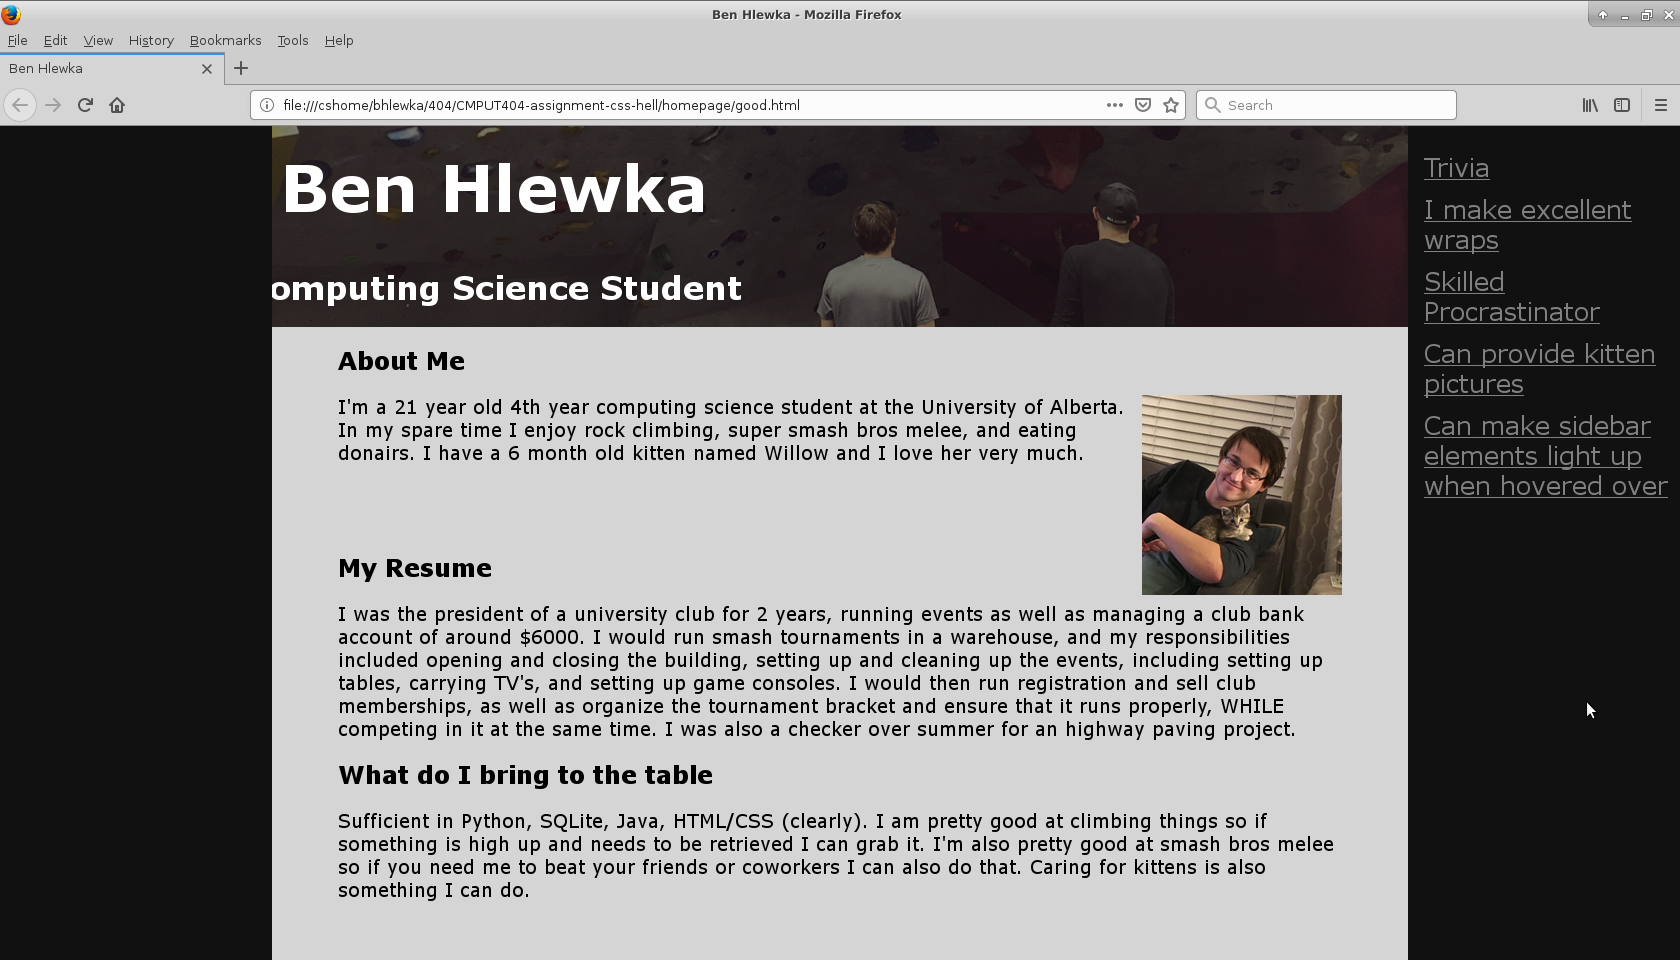 Ben Hlewka - Mozilla Firefox
File Edit View History Bookmarks Tools Help
Ben Hlewka
file:///cshome/bhlewka/404/CMPUT404-assignment-css-hell/homepage/good.html
Search
Ben Hlewka
omputing Science Student
About Me
I'm a 21 year old 4th year computing science student at the University of Alberta.
In my spare time I enjoy rock climbing, super smash bros melee, and eating
donairs. I have a 6 month old kitten named Willow and I love her very much.
My Resume
I was the president of a university club for 2 years, running events as well as managing a club bank
account of around $6000. I would run smash tournaments in a warehouse, and my responsibilities
included opening and closing the building, setting up and cleaning up the events, including setting up
tables, carrying TV's, and setting up game consoles. I would then run registration and sell club
memberships, as well as organize the tournament bracket and ensure that it runs properly, WHILE
competing in it at the same time. I was also a checker over summer for an highway paving project.
What do I bring to the table
Sufficient in Python, SQLite, Java, HTML/CSS (clearly). I am pretty good at climbing things so if
something is high up and needs to be retrieved I can grab it. I'm also pretty good at smash bros melee
so if you need me to beat your friends or coworkers I can also do that. Caring for kittens is also
something I can do.
Trivia
I make excellent
wraps
Skilled
Procrastinator
Can provide kitten
pictures
Can make sidebar
elements light up
when hovered over